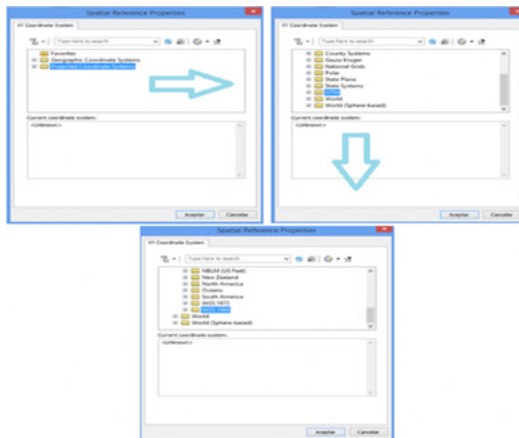 Spatial Reference Properties
XY Coordinate System
Type here to search
Favorites
Geographic Coordinate Systems
Projected Coordinate Systems
Current coordinate system:
<Unknown>
Aceptar
Cancelar
Spatial Reference Properties
XY Coordinate System
Type here to search
County Systems
Gauss Kruger
National Grids
Polar
State Plane
State Systems
UTM
World
World (Sphere-based)
Current coordinate system:
<Unknown>
Aceptar
Cancelar
Spatial Reference Properties
XY Coordinate System
Type here to search
NBLM (US Feet)
New Zealand
North America
Oceans
South America
WGS 1972
WGS 1984
World
World (Sphere-based)
Current coordinate system:
<Unknown>
Aceptar
Cancelar